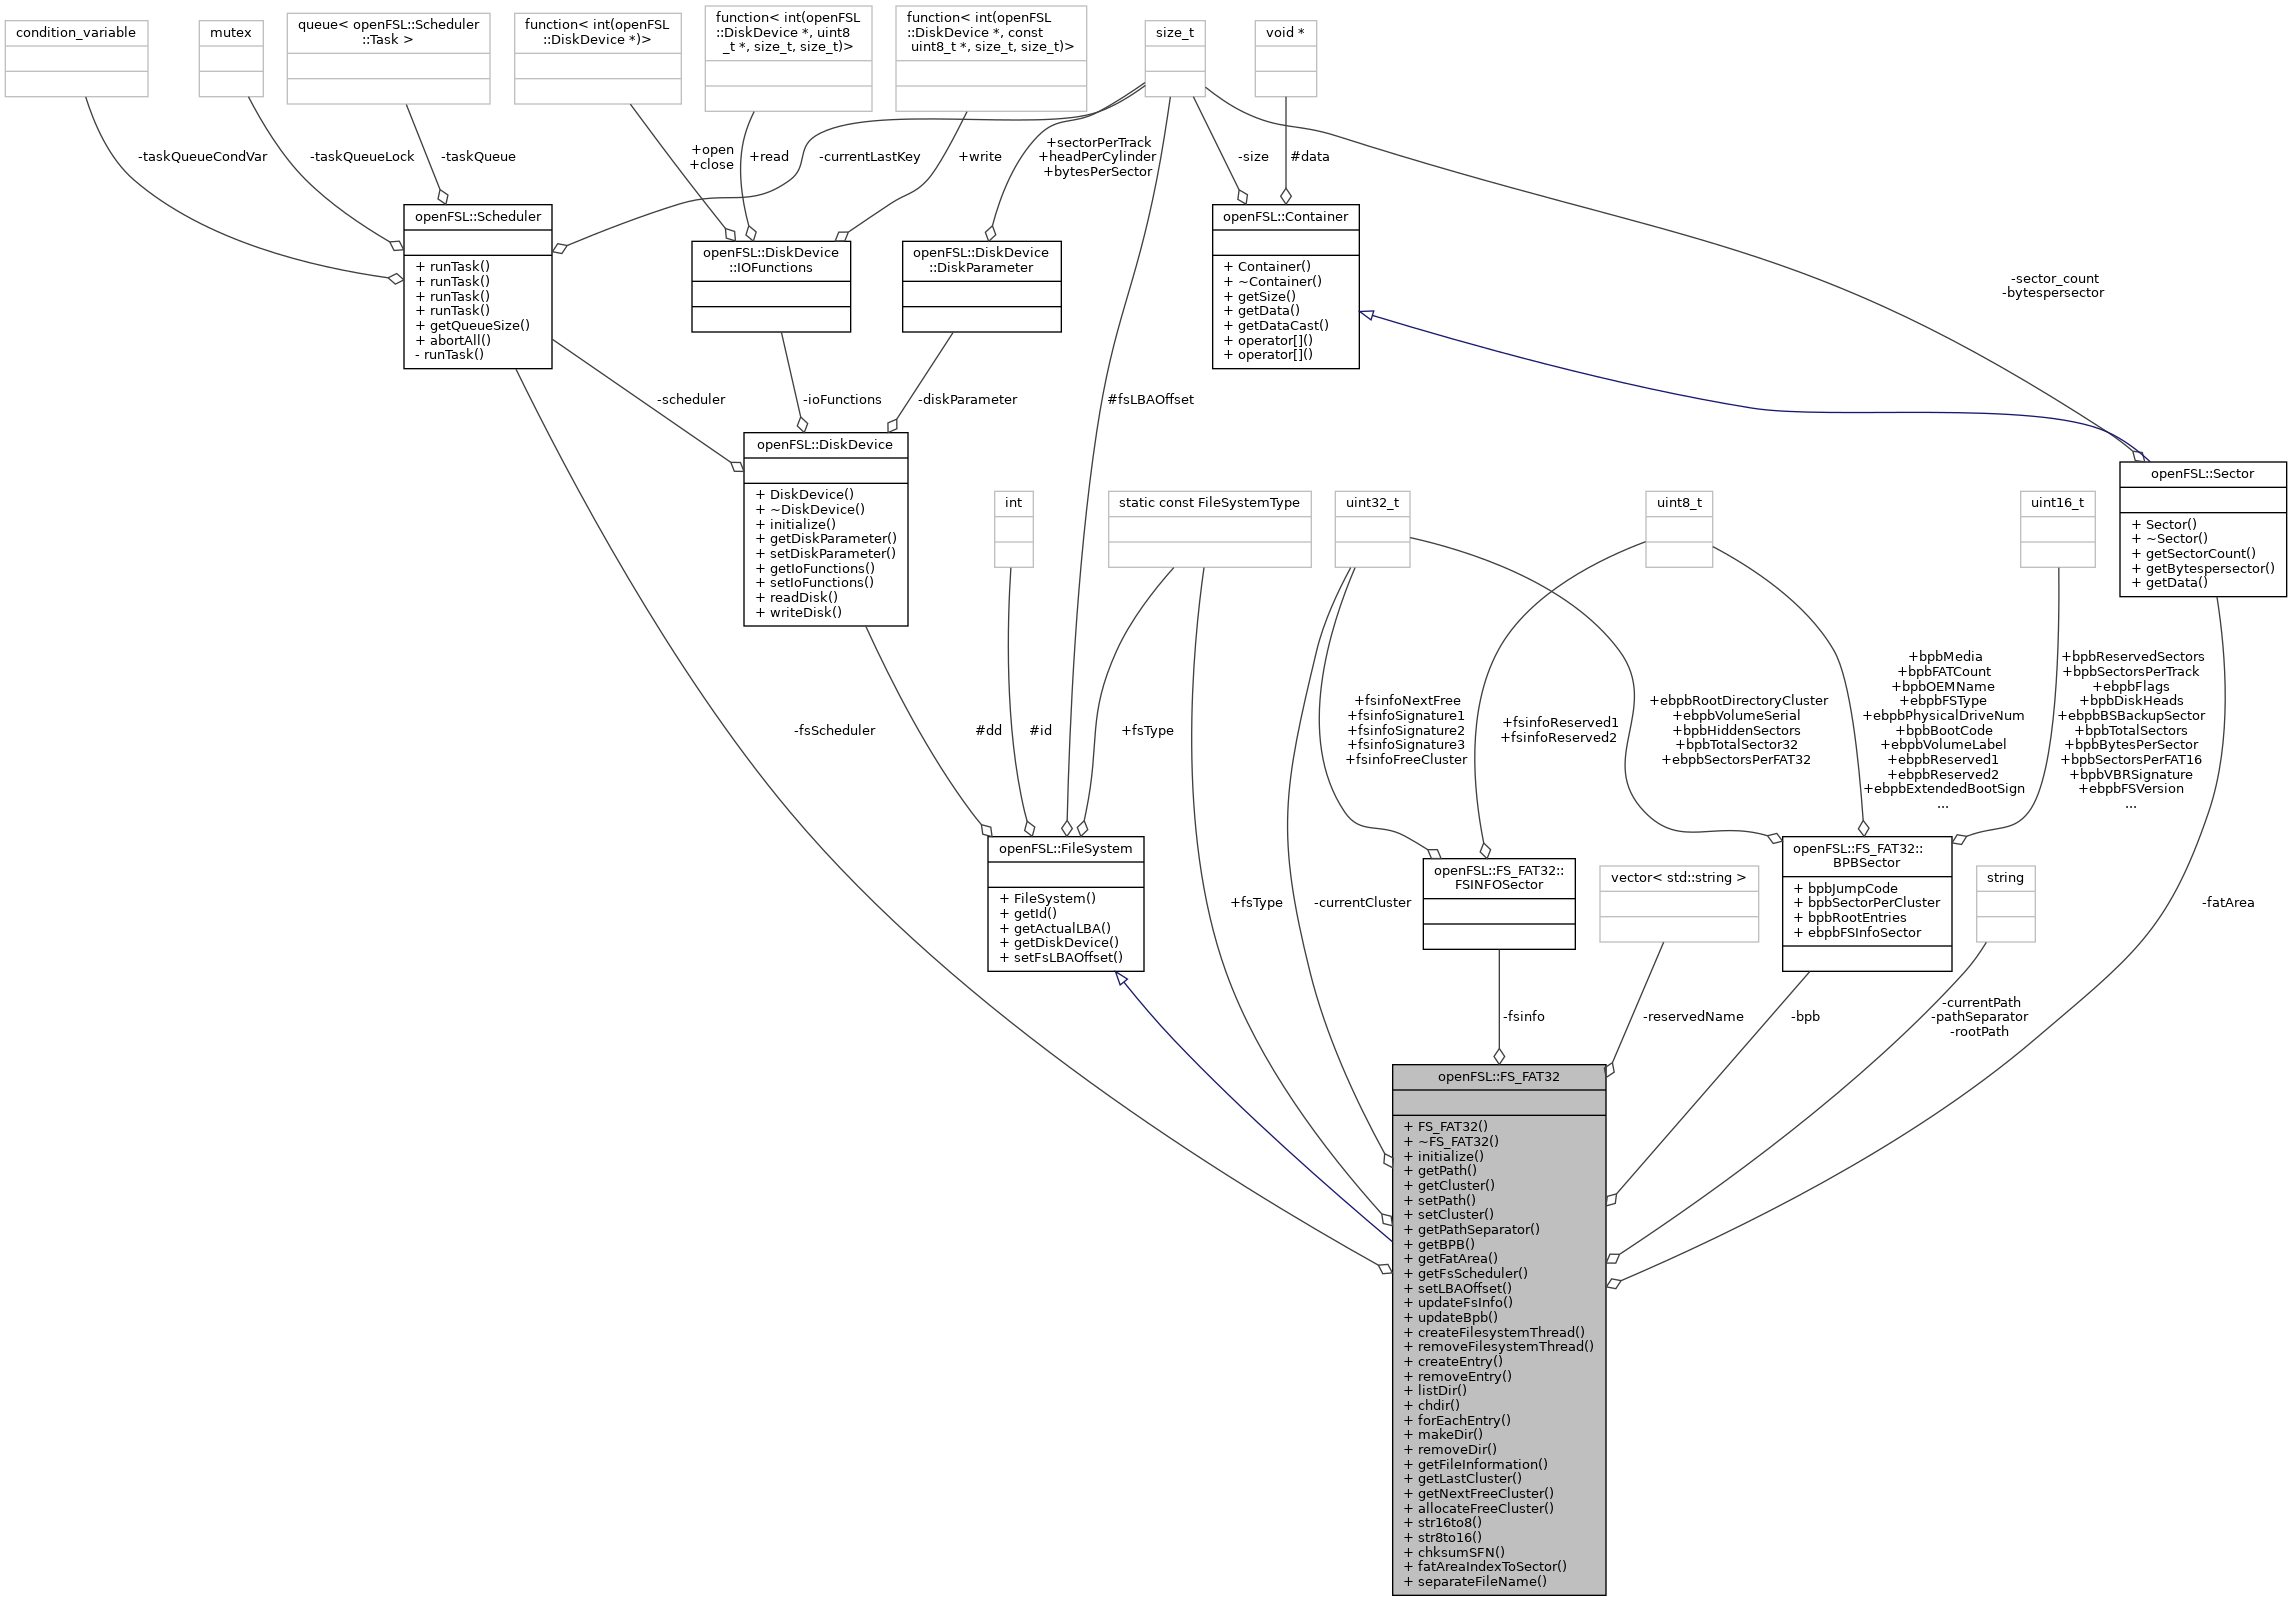 condition_variable
mutex
queue< openFSL::Scheduler
::Task >
function< int(openFSL
::DiskDevice *)>
function< int(openFSL
::DiskDevice *, uint8
_t *, size_t, size_t)>
function< int(openFSL
::DiskDevice *, const
uint8_t *, size_t, size_t)>
size_t
void *
-taskQueueCondVar
-taskQueueLock
-taskQueue
+open
+close
+read
-currentLastKey
+write
+sectorPerTrack
+headPerCylinder
+bytesPerSector
-size
#data
openFSL::Scheduler
+ runTask()
+ runTask()
+ runTask()
+ runTask()
+ getQueueSize()
+ abortAll()
- runTask()
openFSL::DiskDevice
::IOFunctions
openFSL::DiskDevice
::DiskParameter
openFSL::Container
+ Container()
+ ~Container()
+ getSize()
+ getData()
+ getDataCast()
+ operator[]()
+ operator[]()
-sector_count
-bytespersector
-scheduler
-ioFunctions
-diskParameter
#fsLBAOffset
openFSL::DiskDevice
+ DiskDevice()
+ ~DiskDevice()
+ initialize()
+ getDiskParameter()
+ setDiskParameter()
+ getIoFunctions()
+ setIoFunctions()
+ readDisk()
+ writeDisk()
int
static const FileSystemType
uint32_t
uint8_t
uint16_t
openFSL::Sector
+ Sector()
+ ~Sector()
+ getSectorCount()
+ getBytespersector()
+ getData()
-fsScheduler
#dd
#id
+fsType
+fsinfoNextFree
+fsinfoSignature1
+fsinfoSignature2
+fsinfoSignature3
+fsinfoFreeCluster
+fsinfoReserved1
+fsinfoReserved2
+ebpbRootDirectoryCluster
+ebpbVolumeSerial
+bpbHiddenSectors
+bpbTotalSector32
+ebpbSectorsPerFAT32
+bpbMedia
+bpbFATCount
+bpbOEMName
+ebpbFSType
+ebpbPhysicalDriveNum
+bpbBootCode
+ebpbVolumeLabel
+ebpbReserved1
+ebpbReserved2
+ebpbExtendedBootSign
...
+bpbReservedSectors
+bpbSectorsPerTrack
+ebpbFlags
+bpbDiskHeads
+ebpbBSBackupSector
+bpbTotalSectors
+bpbBytesPerSector
+bpbSectorsPerFAT16
+bpbVBRSignature
+ebpbFSVersion
...
openFSL::FileSystem
+ FileSystem()
+ getId()
+ getActualLBA()
+ getDiskDevice()
+ setFsLBAOffset()
+fsType
-currentCluster
openFSL::FS_FAT32::
FSINFOSector
vector< std::string >
openFSL::FS_FAT32::
BPBSector
+ bpbJumpCode
+ bpbSectorPerCluster
+ bpbRootEntries
+ ebpbFSInfoSector
string
-fatArea
-fsinfo
-reservedName
-bpb
-currentPath
-pathSeparator
-rootPath
openFSL::FS_FAT32
+ FS_FAT32()
+ ~FS_FAT32()
+ initialize()
+ getPath()
+ getCluster()
+ setPath()
+ setCluster()
+ getPathSeparator()
+ getBPB()
+ getFatArea()
+ getFsScheduler()
+ setLBAOffset()
+ updateFsInfo()
+ updateBpb()
+ createFilesystemThread()
+ removeFilesystemThread()
+ createEntry()
+ removeEntry()
+ listDir()
+ chdir()
+ forEachEntry()
+ makeDir()
+ removeDir()
+ getFileInformation()
+ getLastCluster()
+ getNextFreeCluster()
+ allocateFreeCluster()
+ str16to8()
+ str8to16()
+ chksumSFN()
+ fatAreaIndexToSector()
+ separateFileName()